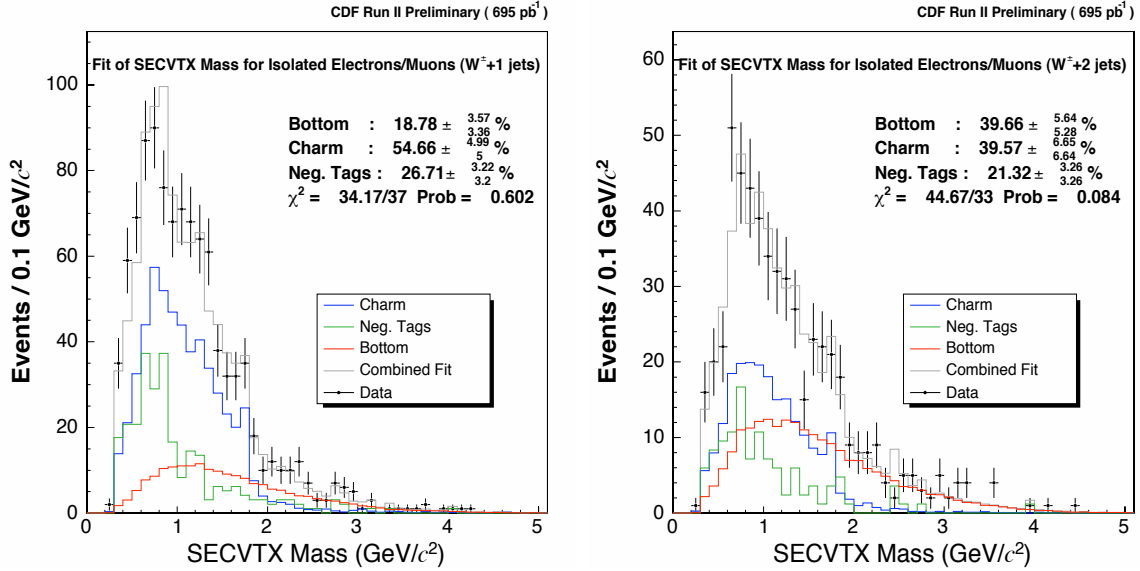 CDF Run II Preliminary ( 695 pb⁻¹)
Fit of SECVTX Mass for Isolated Electrons/Muons (W±+1 jets)
Bottom : 18.78 ± 3.57 3.36 %
Charm : 54.66 ± 4.99 5 %
Neg. Tags : 26.71± 3.22 3.2 %
χ² = 34.17/37 Prob = 0.602
Charm
Neg. Tags
Bottom
Combined Fit
Data
Events / 0.1 GeV/c²
100
80
60
40
20
0
0 1 2 3 4 5
SECVTX Mass (GeV/c²)
CDF Run II Preliminary ( 695 pb⁻¹)
Fit of SECVTX Mass for Isolated Electrons/Muons (W±+2 jets)
Bottom : 39.66 ± 5.64 5.28 %
Charm : 39.57 ± 6.65 6.64 %
Neg. Tags : 21.32 ± 3.26 3.26 %
χ² = 44.67/33 Prob = 0.084
Charm
Neg. Tags
Bottom
Combined Fit
Data
Events / 0.1 GeV/c²
60
50
40
30
20
10
0
0 1 2 3 4 5
SECVTX Mass (GeV/c²)